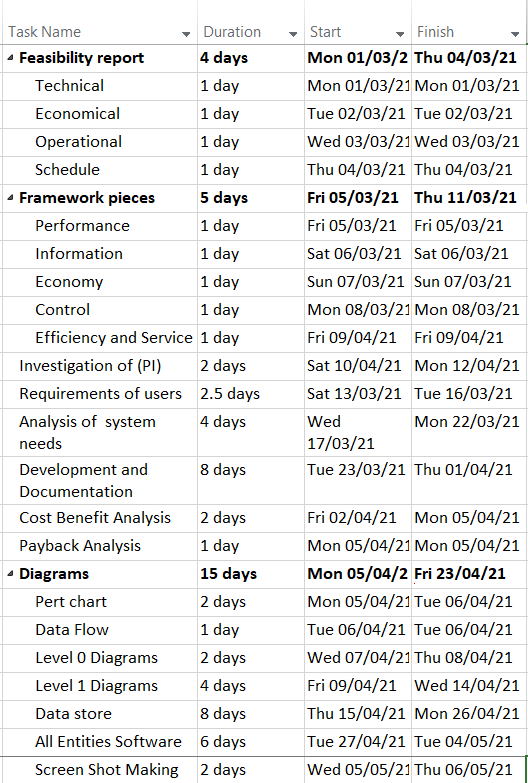 Task Name Duration Start Finish
Feasibility report 4 days Mon 01/03/2 Thu 04/03/21
Technical 1 day Mon 01/03/21 Mon 01/03/21
Economical 1 day Tue 02/03/21 Tue 02/03/21
Operational 1 day Wed 03/03/21 Wed 03/03/21
Schedule 1 day Thu 04/03/21 Thu 04/03/21
Framework pieces 5 days Fri 05/03/21 Thu 11/03/21
Performance 1 day Fri 05/03/21 Fri 05/03/21
Information 1 day Sat 06/03/21 Sat 06/03/21
Economy 1 day Sun 07/03/21 Sun 07/03/21
Control 1 day Mon 08/03/21 Mon 08/03/21
Efficiency and Service 1 day Fri 09/04/21 Fri 09/04/21
Investigation of (PI) 2 days Sat 10/04/21 Mon 12/04/21
Requirements of users 2.5 days Sat 13/03/21 Tue 16/03/21
Analysis of system 4 days Wed Mon 22/03/21
needs 17/03/21
Development and 8 days Tue 23/03/21 Thu 01/04/21
Documentation
Cost Benefit Analysis 2 days Fri 02/04/21 Mon 05/04/21
Payback Analysis 1 day Mon 05/04/21 Mon 05/04/21
Diagrams 15 days Mon 05/04/2 Fri 23/04/21
Pert chart 2 days Mon 05/04/21 Tue 06/04/21
Data Flow 1 day Tue 06/04/21 Tue 06/04/21
Level 0 Diagrams 2 days Wed 07/04/21 Thu 08/04/21
Level 1 Diagrams 4 days Fri 09/04/21 Wed 14/04/21
Data store 8 days Thu 15/04/21 Mon 26/04/21
All Entities Software 6 days Tue 27/04/21 Tue 04/05/21
Screen Shot Making 2 days Wed 05/05/21 Thu 06/05/21